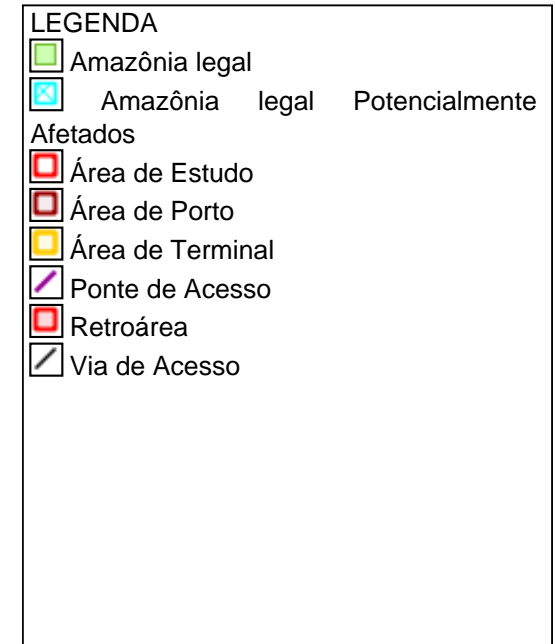 LEGENDA
Amazônia legal
Amazônia legal Potencialmente
Afetados
Área de Estudo
Área de Porto
Área de Terminal
Ponte de Acesso
Retroárea
Via de Acesso